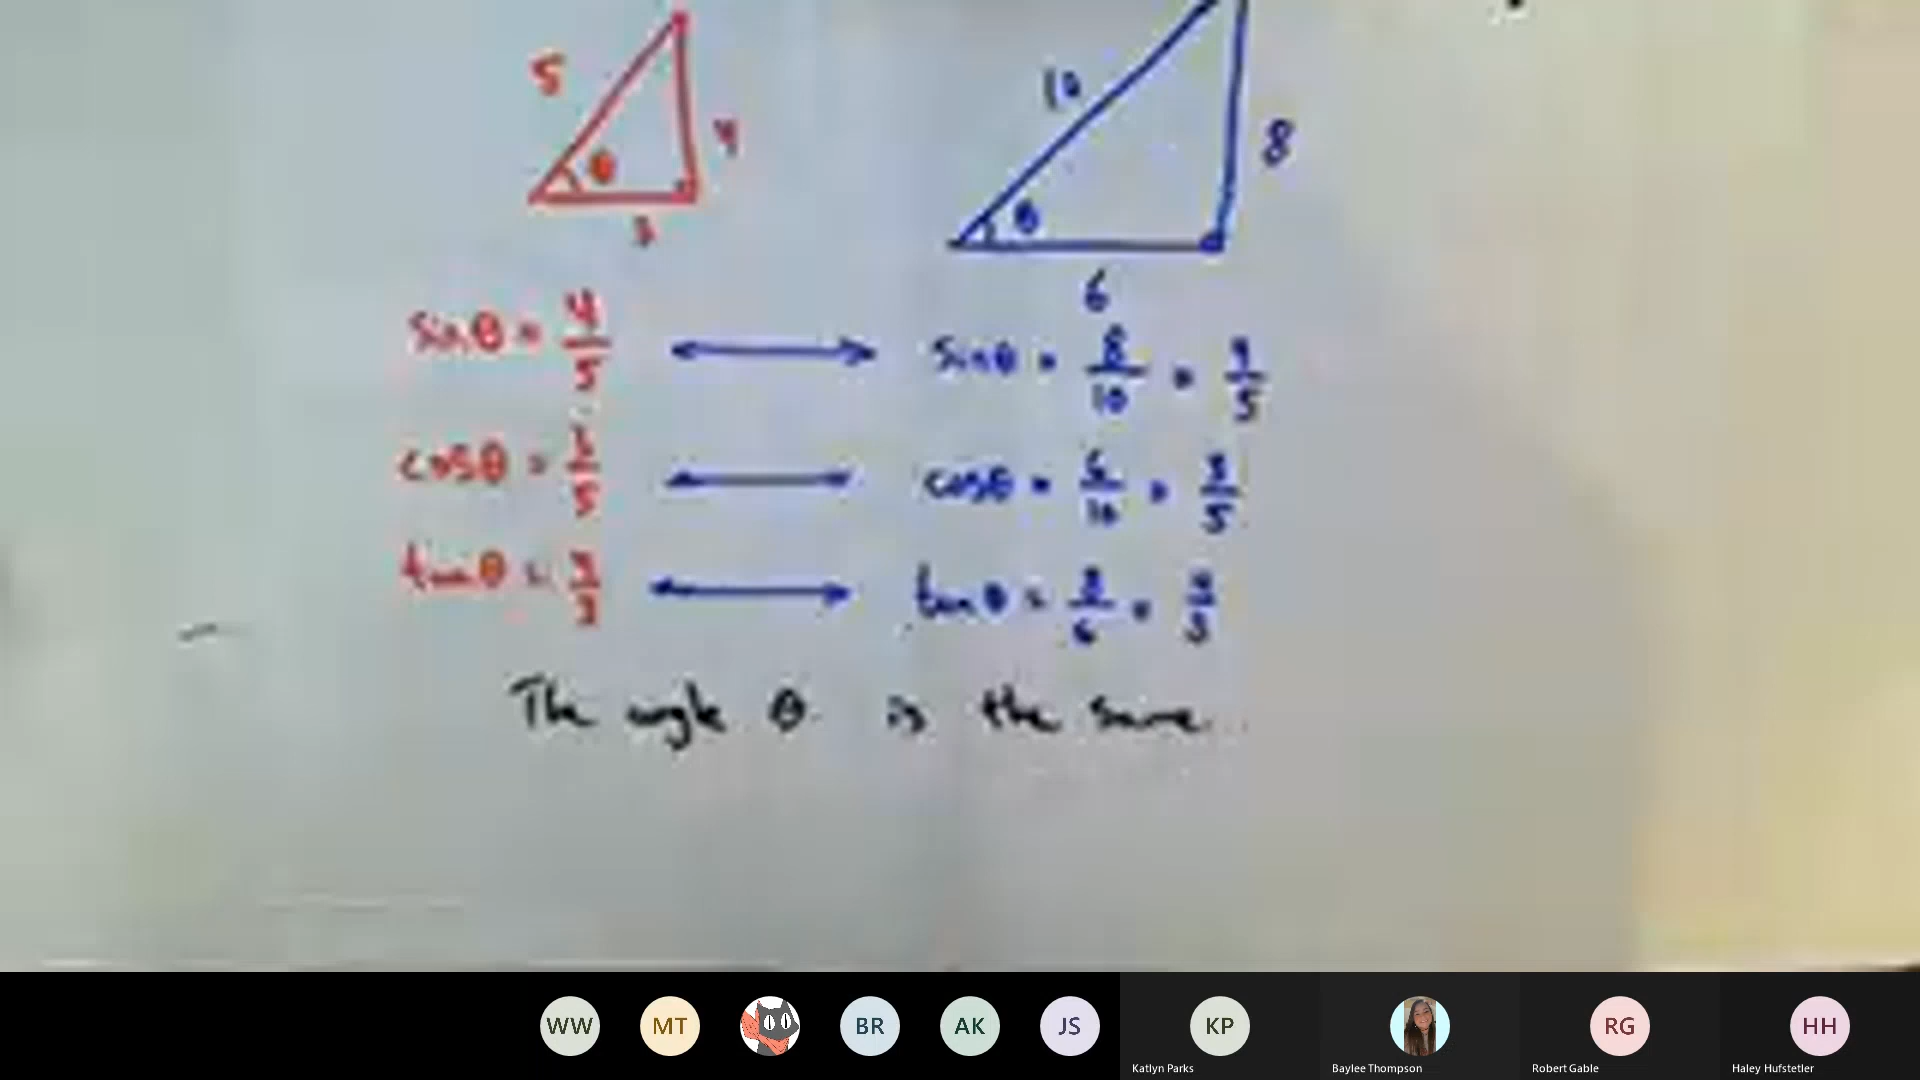 5 10
4 8
θ θ
3 6
sinθ = 4/5 ⟷ sinθ = 8/10 = 4/5
cosθ = 3/5 ⟷ cosθ = 6/10 = 3/5
tanθ = 4/3 ⟷ tanθ = 8/6 = 4/3
The angle θ is the same.
WW MT BR AK JS KP RG HH
Katlyn Parks Baylee Thompson Robert Gable Haley Hufstetler